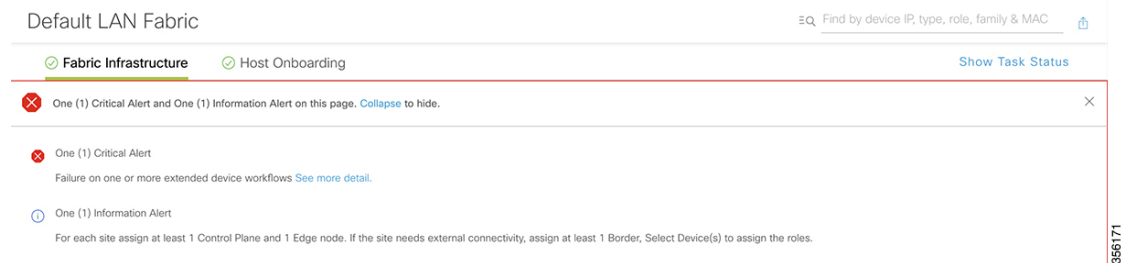 Default LAN Fabric
Find by device IP, type, role, family & MAC
Fabric Infrastructure
Host Onboarding
Show Task Status
One (1) Critical Alert and One (1) Information Alert on this page. Collapse to hide.
One (1) Critical Alert
Failure on one or more extended device workflows See more detail.
One (1) Information Alert
For each site assign at least 1 Control Plane and 1 Edge node. If the site needs external connectivity, assign at least 1 Border, Select Device(s) to assign the roles.
356171